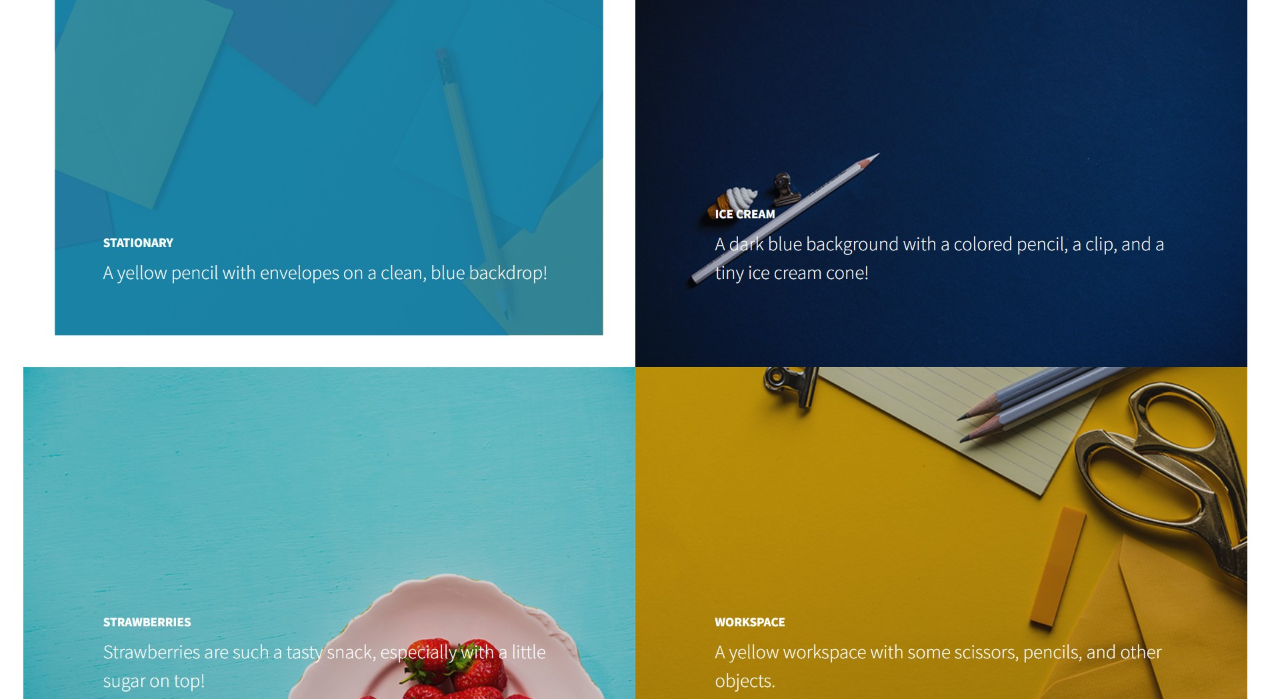 STATIONARY
A yellow pencil with envelopes on a clean, blue backdrop!
ICE CREAM
A dark blue background with a colored pencil, a clip, and a
tiny ice cream cone!
STRAWBERRIES
Strawberries are such a tasty snack, especially with a little
sugar on top!
WORKSPACE
A yellow workspace with some scissors, pencils, and other
objects.